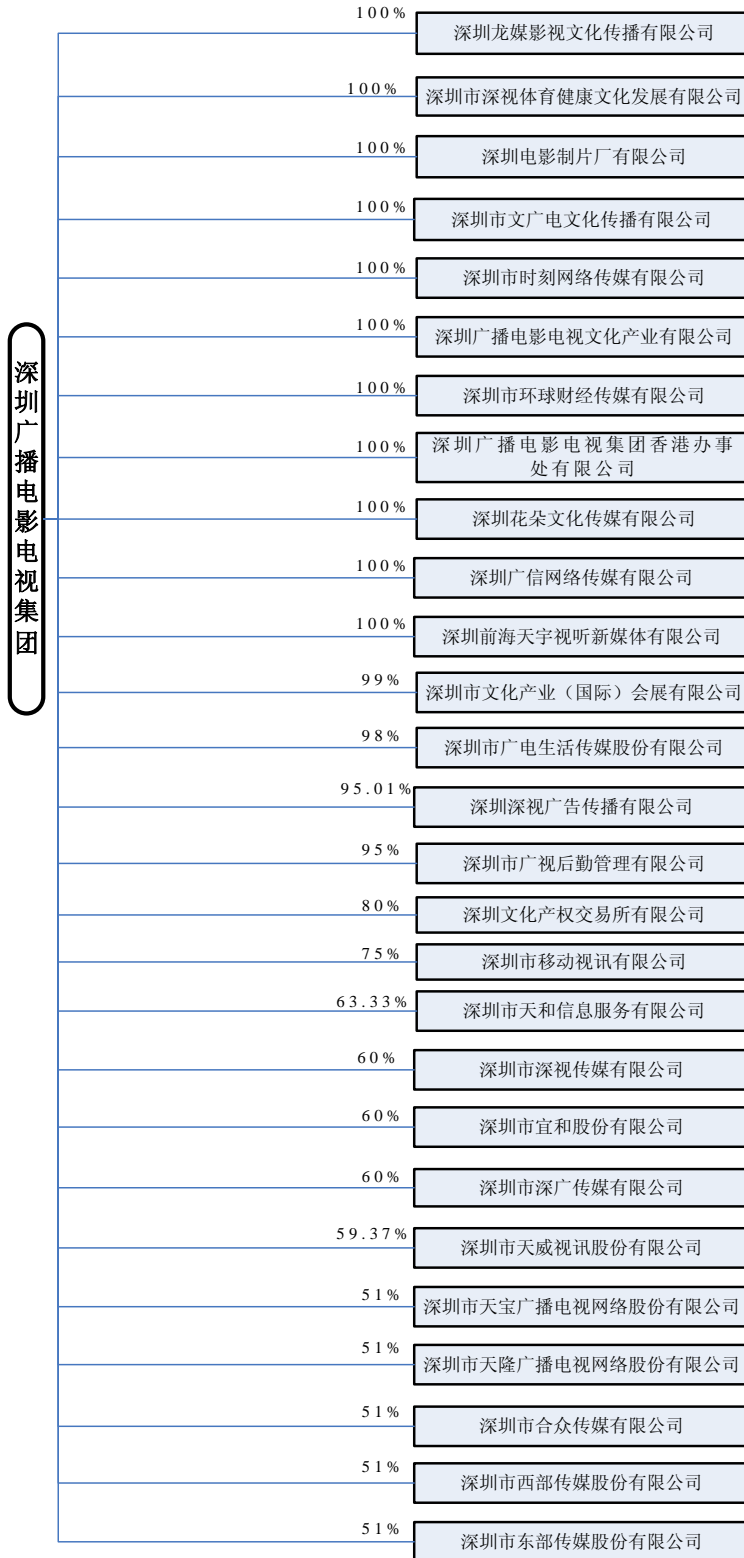 深圳广播电影电视集团
100%
深圳龙媒影视文化传播有限公司
100%
深圳市深视体育健康文化发展有限公司
100%
深圳电影制片厂有限公司
100%
深圳市文广电文化传播有限公司
100%
深圳市时刻网络传媒有限公司
100%
深圳广播电影电视文化产业有限公司
100%
深圳市环球财经传媒有限公司
100%
深圳广播电影电视集团香港办事
处有限公司
100%
深圳花朵文化传媒有限公司
100%
深圳广信网络传媒有限公司
100%
深圳前海天宇视听新媒体有限公司
99%
深圳市文化产业（国际）会展有限公司
98%
深圳市广电生活传媒股份有限公司
95.01%
深圳深视广告传播有限公司
95%
深圳市广视后勤管理有限公司
80%
深圳文化产权交易所有限公司
75%
深圳市移动视讯有限公司
63.33%
深圳市天和信息服务有限公司
60%
深圳市深视传媒有限公司
60%
深圳市宜和股份有限公司
60%
深圳市深广传媒有限公司
59.37%
深圳市天威视讯股份有限公司
51%
深圳市天宝广播电视网络股份有限公司
51%
深圳市天隆广播电视网络股份有限公司
51%
深圳市合众传媒有限公司
51%
深圳市西部传媒股份有限公司
51%
深圳市东部传媒股份有限公司